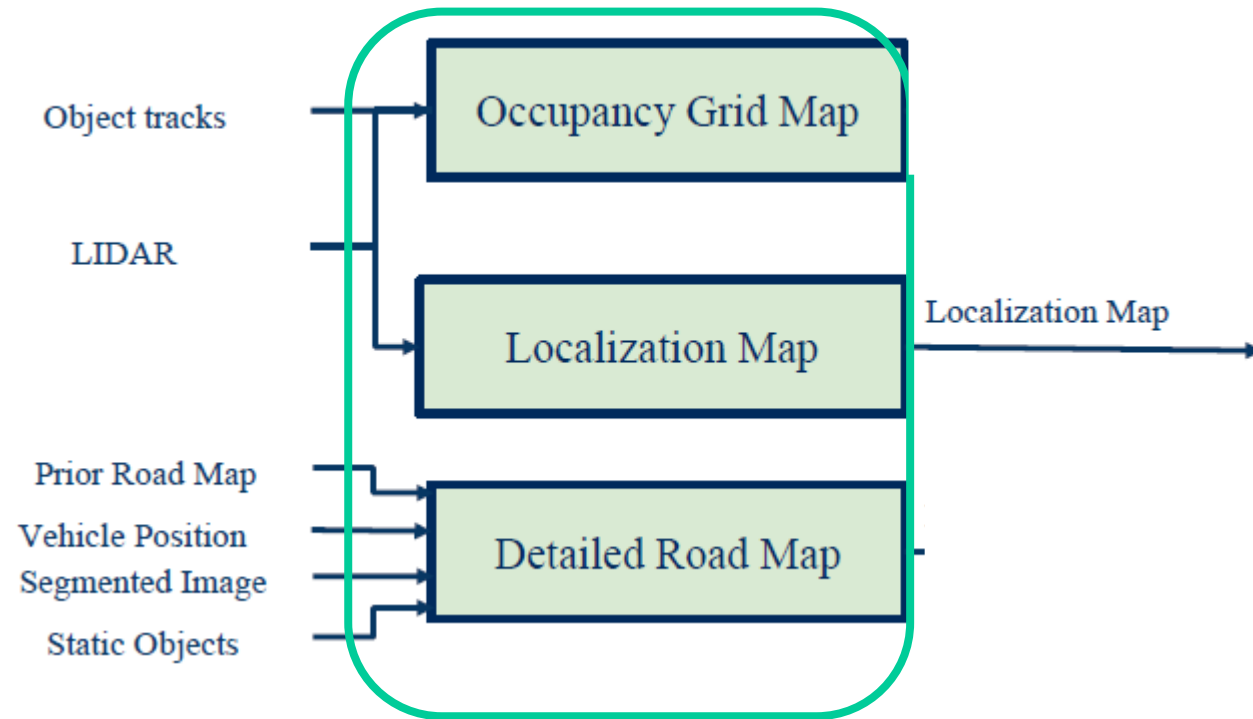 Object tracks
Occupancy Grid Map
LIDAR
Localization Map
Localization Map
Prior Road Map
Vehicle Position
Segmented Image
Static Objects
Detailed Road Map